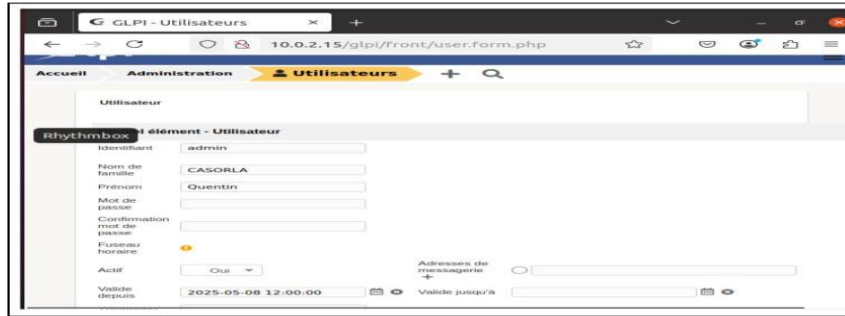 GLPI - Utilisateurs
10.0.2.15/glpi/front/user.form.php
Accueil Administration Utilisateurs
Utilisateur
Rhythmbox
élément - Utilisateur
Identifiant admin
Nom de
famille
CASORLA
Prénom Quentin
Mot de
passe
Confirmation
mot de
passe
Fuseau
horaire
Actif Oui
Adresses de
messagerie
Valide
depuis
2025-05-08 12:00:00
Valide jusqu'à